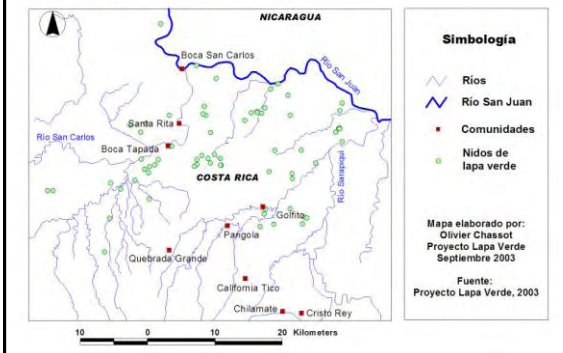 NICARAGUA
Boca San Carlos
Río San Juan
Santa Rita
Río San Carlos
Boca Tapada
COSTA RICA
Río Sarapiquí
Golfito
Pangola
Quebrada Grande
California Tico
Chilamate
Cristo Rey
10 0 10 20 Kilometers
Simbología
Ríos
Río San Juan
Comunidades
Nidos de
lapa verde
Mapa elaborado por:
Olivier Chassot
Proyecto Lapa Verde
Septiembre 2003
Fuente:
Proyecto Lapa Verde, 2003